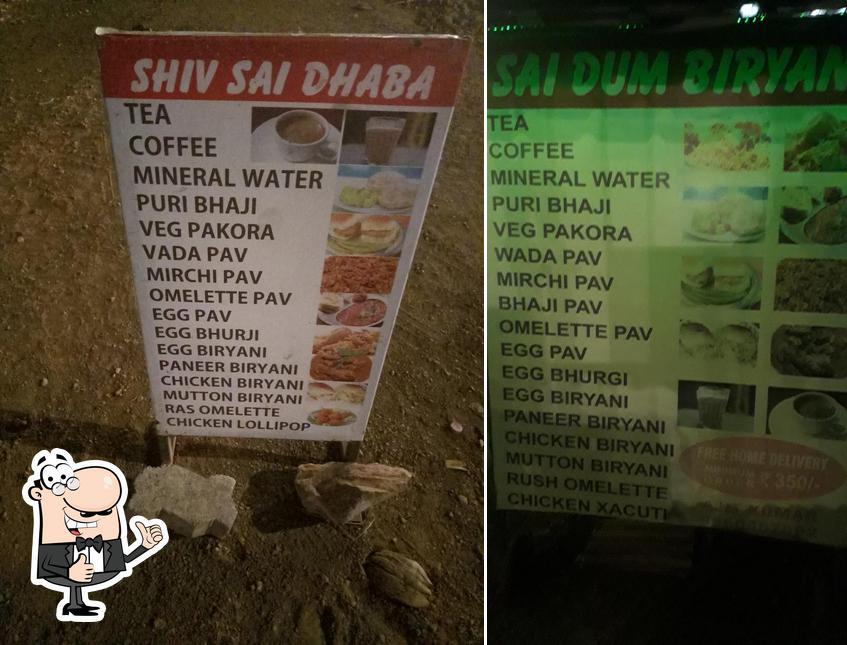 SHIV SAI DHABA
TEA
COFFEE
MINERAL WATER
PURI BHAJI
VEG PAKORA
VADA PAV
MIRCHI PAV
OMELETTE PAV
EGG PAV
EGG BHURJI
EGG BIRYANI
PANEER BIRYANI
CHICKEN BIRYANI
MUTTON BIRYANI
RAS OMELETTE
CHICKEN LOLLIPOP
SAI DUM BIRYAN
TEA
COFFEE
MINERAL WATER
PURI BHAJI
VEG PAKORA
WADA PAV
MIRCHI PAV
BHAJI PAV
OMELETTE PAV
EGG PAV
EGG BHURGI
EGG BIRYANI
PANEER BIRYANI
CHICKEN BIRYANI
MUTTON BIRYANI
RUSH OMELETTE
CHICKEN XACUTI
FREE HOME DELIVERY
350/-
KUMAR